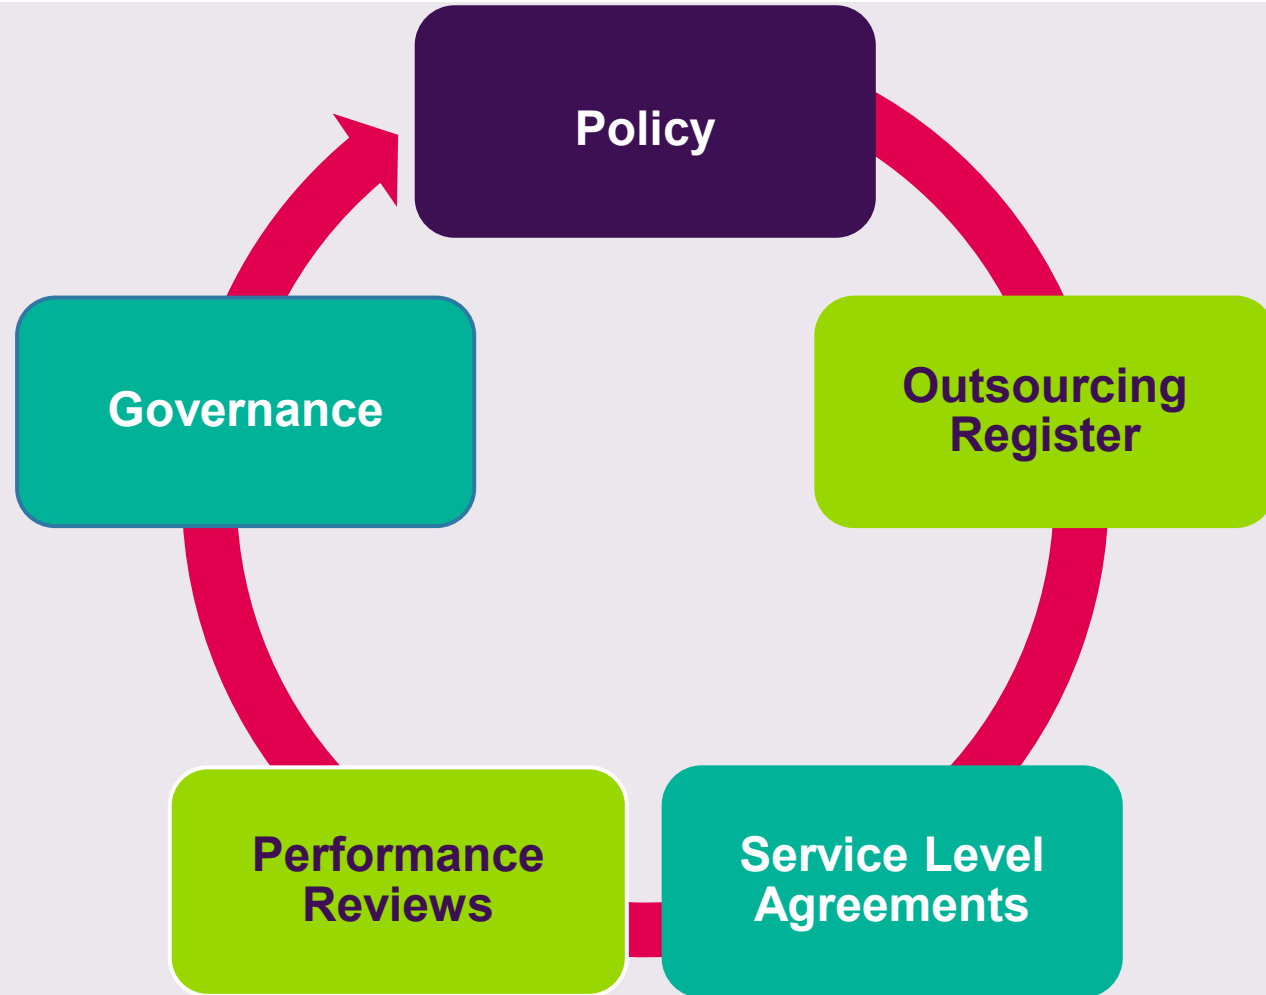 Policy
Outsourcing
Register
Service Level
Agreements
Performance
Reviews
Governance